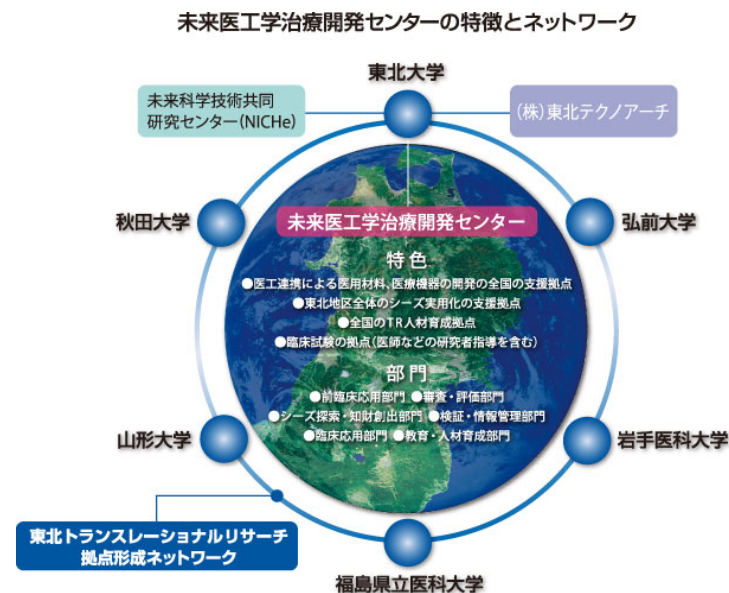 未来医工学治療開発センターの特徴とネットワーク
東北大学
未来科学技術共同
研究センター(NICHe)
(株)東北テクノアーチ
秋田大学
弘前大学
未来医工学治療開発センター
特色
●医工連携による医用材料、医療機器の開発の全国の支援拠点
●東北地区全体のシーズ実用化の支援拠点
●全国のTR人材育成拠点
●臨床試験の拠点(医師などの研究者指導を含む)
部門
●前臨床応用部門 ●審査・評価部門
●シーズ探索・知財創出部門 ●検証・情報管理部門
●臨床応用部門 ●教育・人材育成部門
山形大学
岩手医科大学
東北トランスレーショナルリサーチ
拠点形成ネットワーク
福島県立医科大学